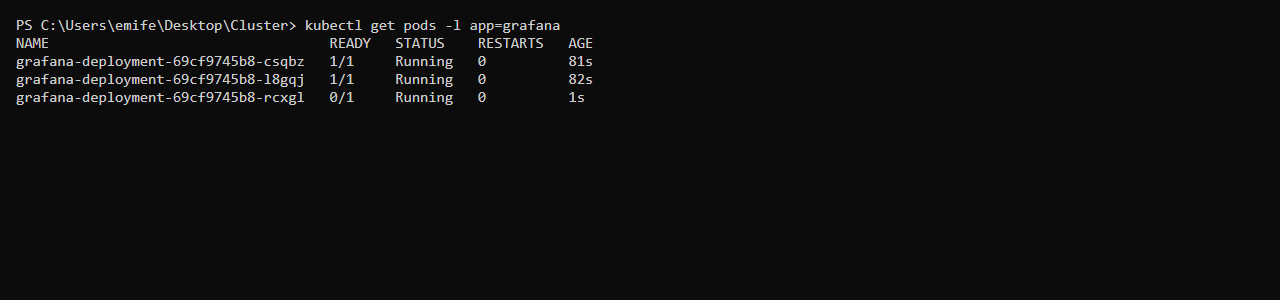 PS C:\Users\emife\Desktop\Cluster> kubectl get pods -l app=grafana
NAME                                  READY   STATUS    RESTARTS   AGE
grafana-deployment-69cf9745b8-csqbz   1/1     Running   0          81s
grafana-deployment-69cf9745b8-l8gqj   1/1     Running   0          82s
grafana-deployment-69cf9745b8-rcxgl   0/1     Running   0          1s